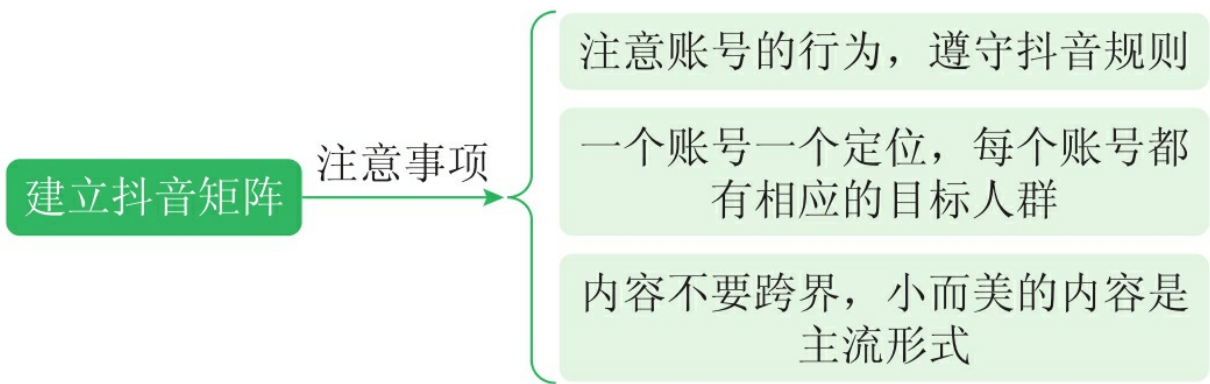 建立抖音矩阵
注意事项
注意账号的行为，遵守抖音规则
一个账号一个定位，每个账号都
有相应的目标人群
内容不要跨界，小而美的内容是
主流形式